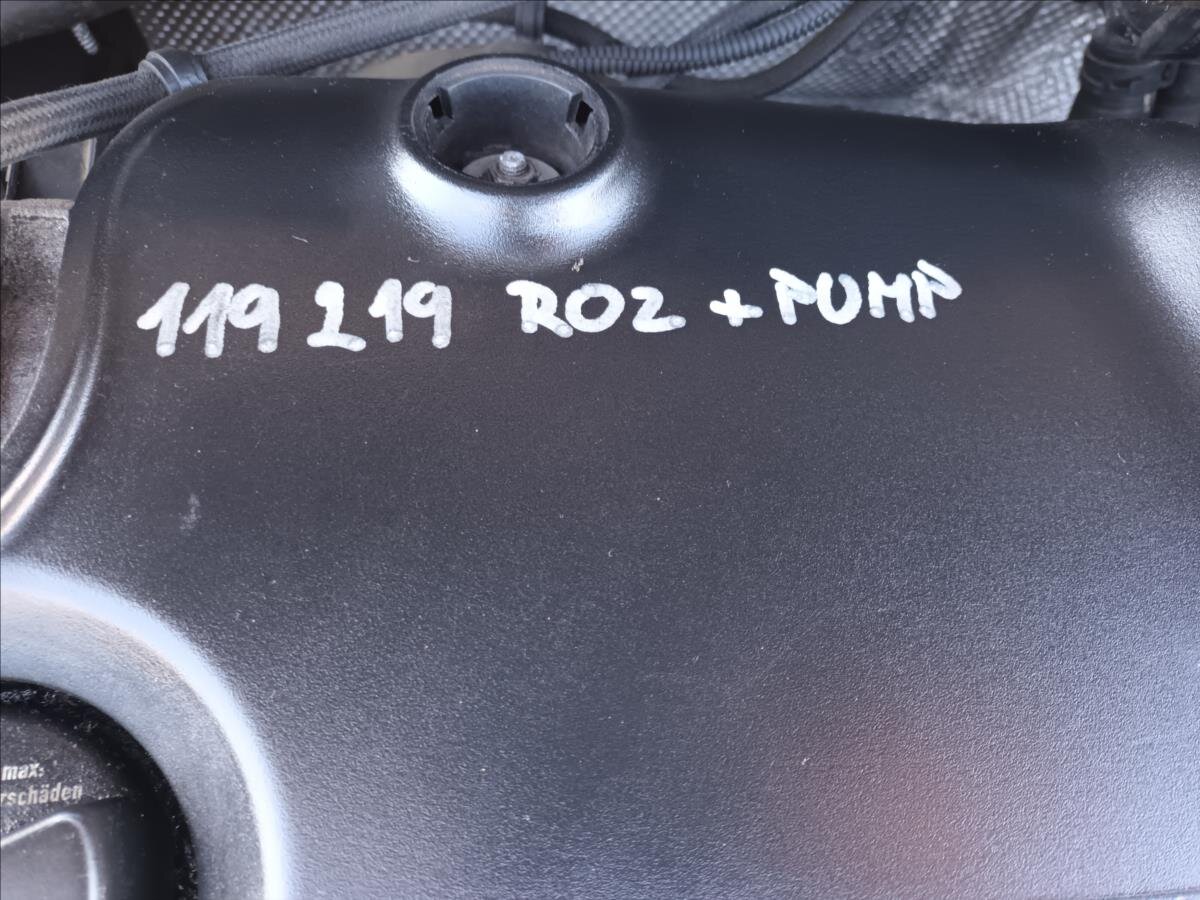 119 219 ROZ + PUMP
max.
rschäden